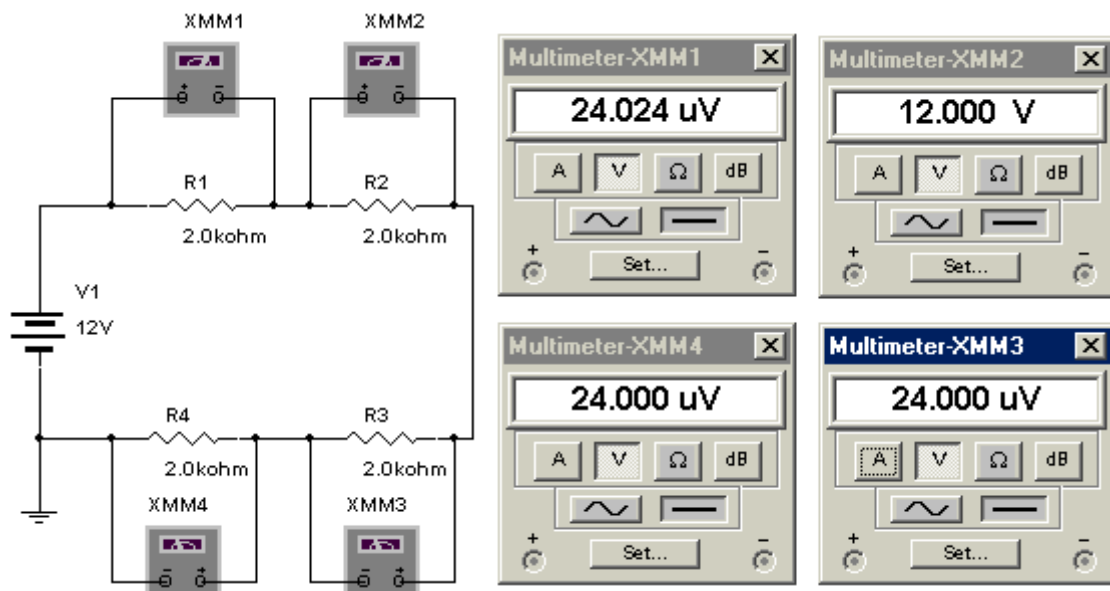 XMM1
XMM2
R1
R2
2.0kohm
2.0kohm
V1
12V
R4
R3
2.0kohm
2.0kohm
XMM4
XMM3
Multimeter-XMM1
24.024 uV
A V Ω dB
Set...
+ −
Multimeter-XMM2
12.000 V
A V Ω dB
Set...
+ −
Multimeter-XMM4
24.000 uV
A V Ω dB
Set...
+ −
Multimeter-XMM3
24.000 uV
A V Ω dB
Set...
+ −